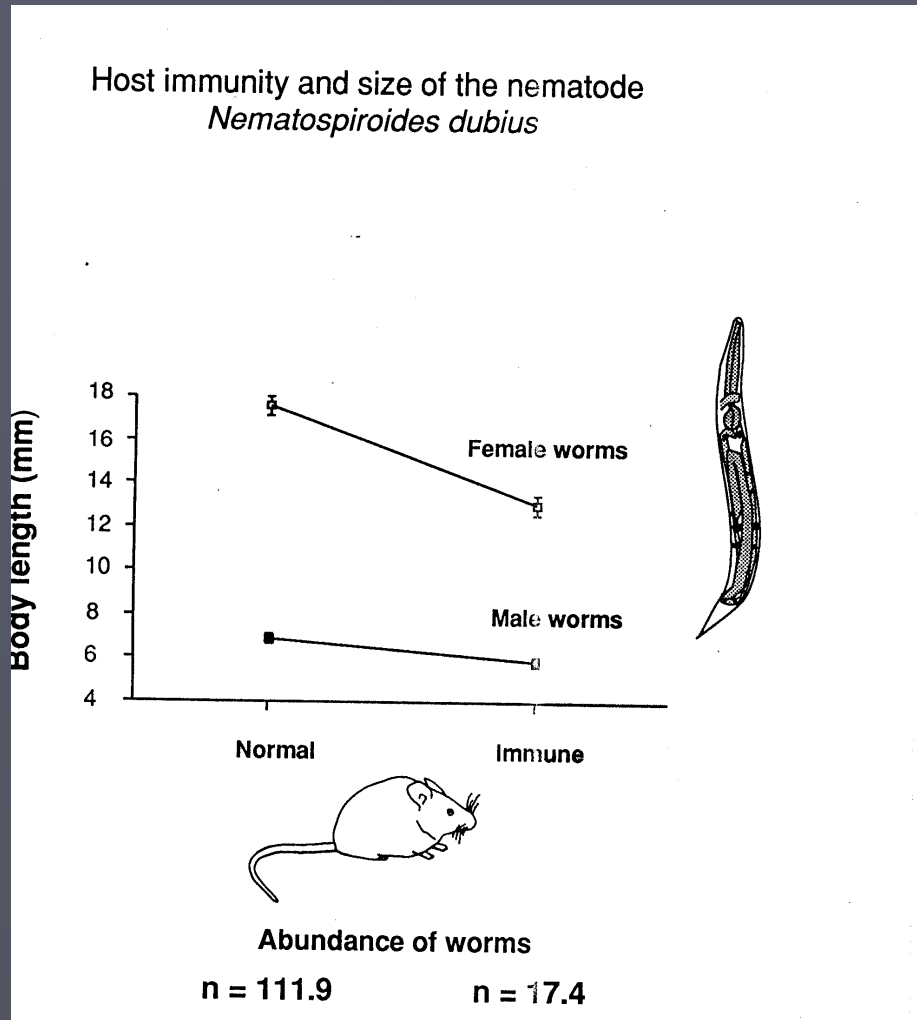 Host immunity and size of the nematode
Nematospiroides dubius
18
16
14
12
10
8
6
4
Body length (mm)
Female worms
Male worms
Normal Immune
Abundance of worms
n = 111.9 n = 17.4